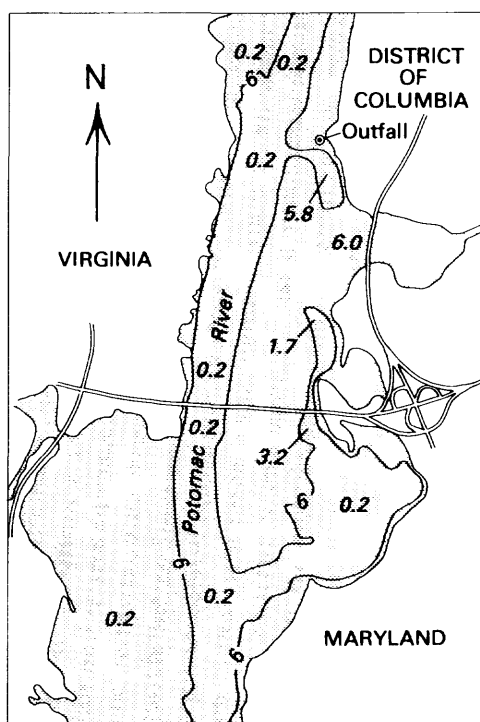 0.2
0.2
6
N
DISTRICT
OF
COLUMBIA
Outfall
0.2
5.8
6.0
VIRGINIA
River
1.7
0.2
0.2
3.2
Potomac
6
0.2
6
0.2
0.2
MARYLAND
6